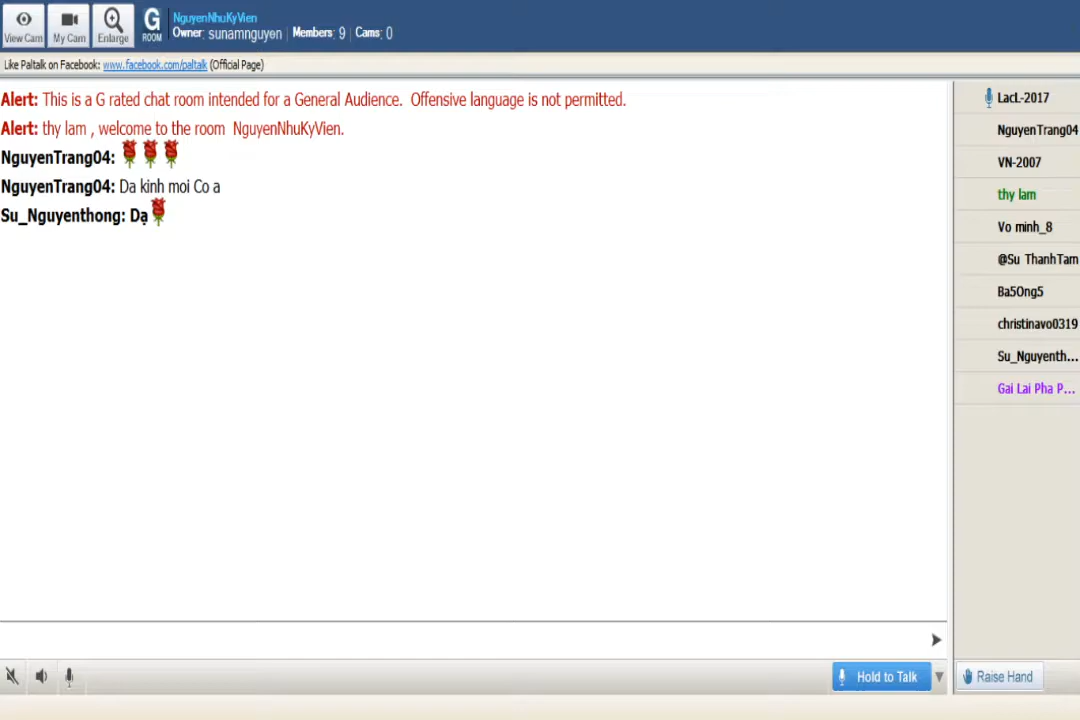 View Cam
My Cam
Enlarge
G
ROOM
NguyenNhuKyVien
Owner: sunamnguyen | Members: 9 | Cams: 0
Like Paltalk on Facebook: www.facebook.com/paltalk (Official Page)
Alert: This is a G rated chat room intended for a General Audience. Offensive language is not permitted.
Alert: thy lam , welcome to the room NguyenNhuKyVien.
NguyenTrang04:
NguyenTrang04: Da kinh moi Co a
Su_Nguyenthong: Dạ
LacL-2017
NguyenTrang04
VN-2007
thy lam
Vo minh_8
@Su ThanhTam
Ba5Ong5
christinavo0319
Su_Nguyenth...
Gai Lai Pha P...
Hold to Talk
Raise Hand